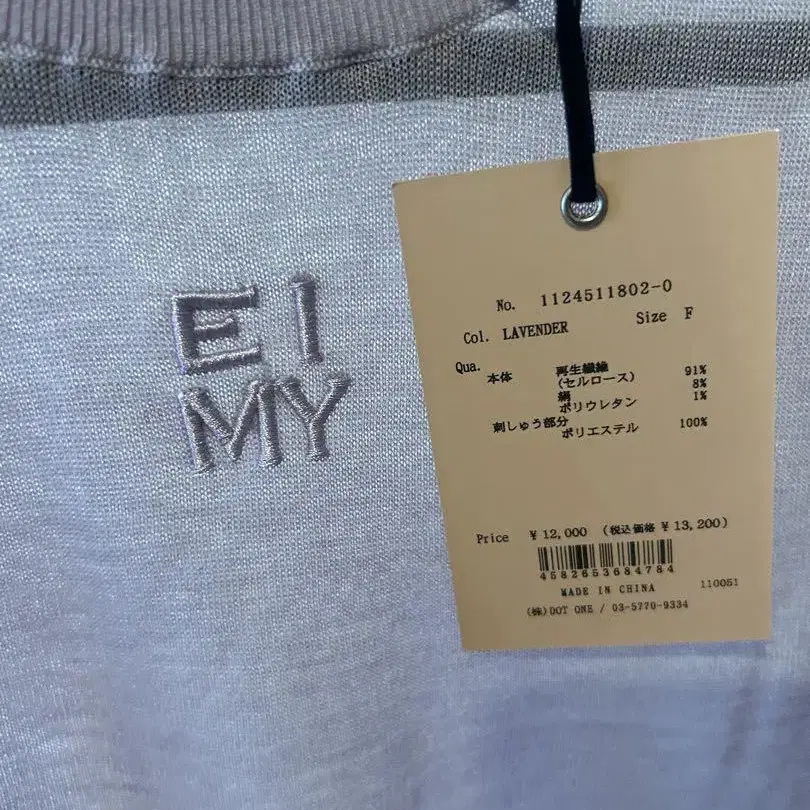 EI
MY
No. 1124511802-0
Col. LAVENDER Size F
Qua.
本体 再生繊維 91%
(セルロース) 8%
絹 1%
ポリウレタン
刺しゅう部分
ポリエステル 100%
Price ¥12,000 (税込価格 ¥13,200)
4582653684784
MADE IN CHINA 110051
(株)DOT ONE / 03-5770-9334